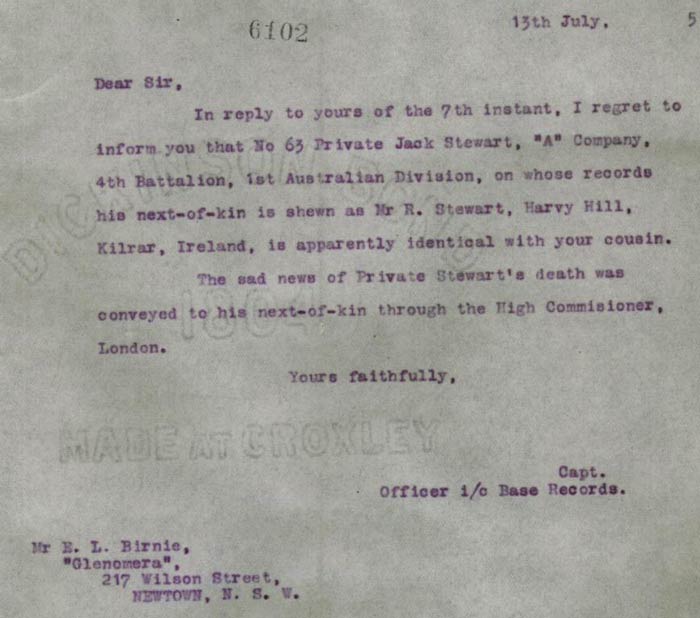 6102
13th July, 5
Dear Sir,
In reply to yours of the 7th instant, I regret to
inform you that No 63 Private Jack Stewart, "A" Company,
4th Battalion, 1st Australian Division, on whose records
his next-of-kin is shewn as Mr R. Stewart, Harvy Hill,
Kilrar, Ireland, is apparently identical with your cousin.
The sad news of Private Stewart's death was
conveyed to his next-of-kin through the High Commisioner,
London.
Yours faithfully,
Capt.
Officer i/c Base Records.
Mr E. L. Birnie,
"Glenomera",
217 Wilson Street,
NEWTOWN, N. S. W.
DICKINSON BOND
MADE AT CROXLEY